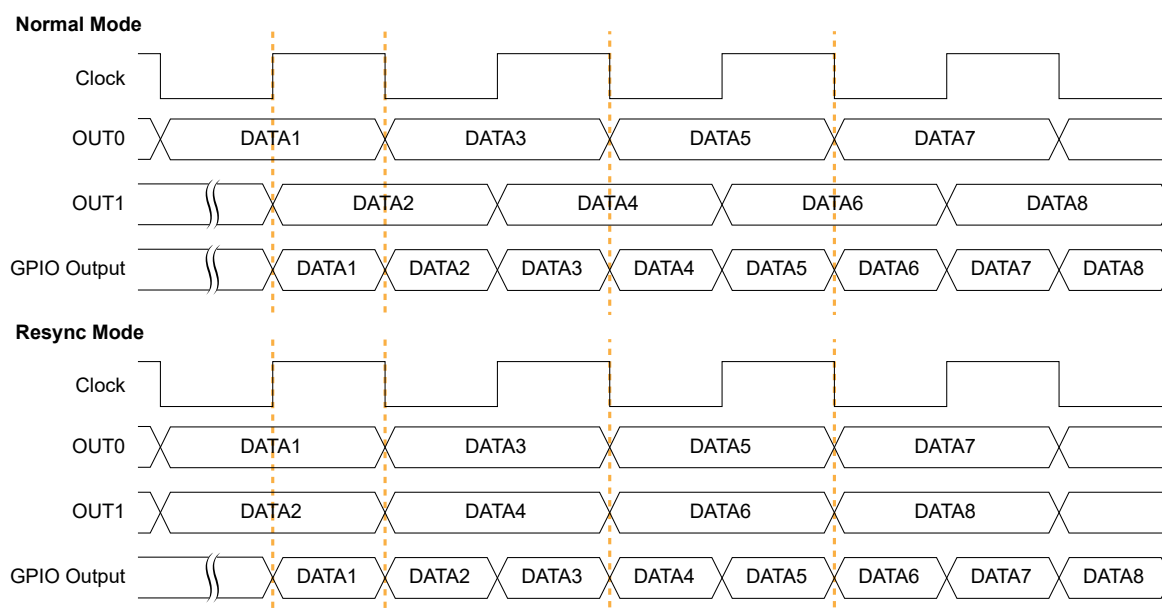 Normal Mode
Clock
OUT0 DATA1 DATA3 DATA5 DATA7
OUT1 DATA2 DATA4 DATA6 DATA8
GPIO Output DATA1 DATA2 DATA3 DATA4 DATA5 DATA6 DATA7 DATA8
Resync Mode
Clock
OUT0 DATA1 DATA3 DATA5 DATA7
OUT1 DATA2 DATA4 DATA6 DATA8
GPIO Output DATA1 DATA2 DATA3 DATA4 DATA5 DATA6 DATA7 DATA8